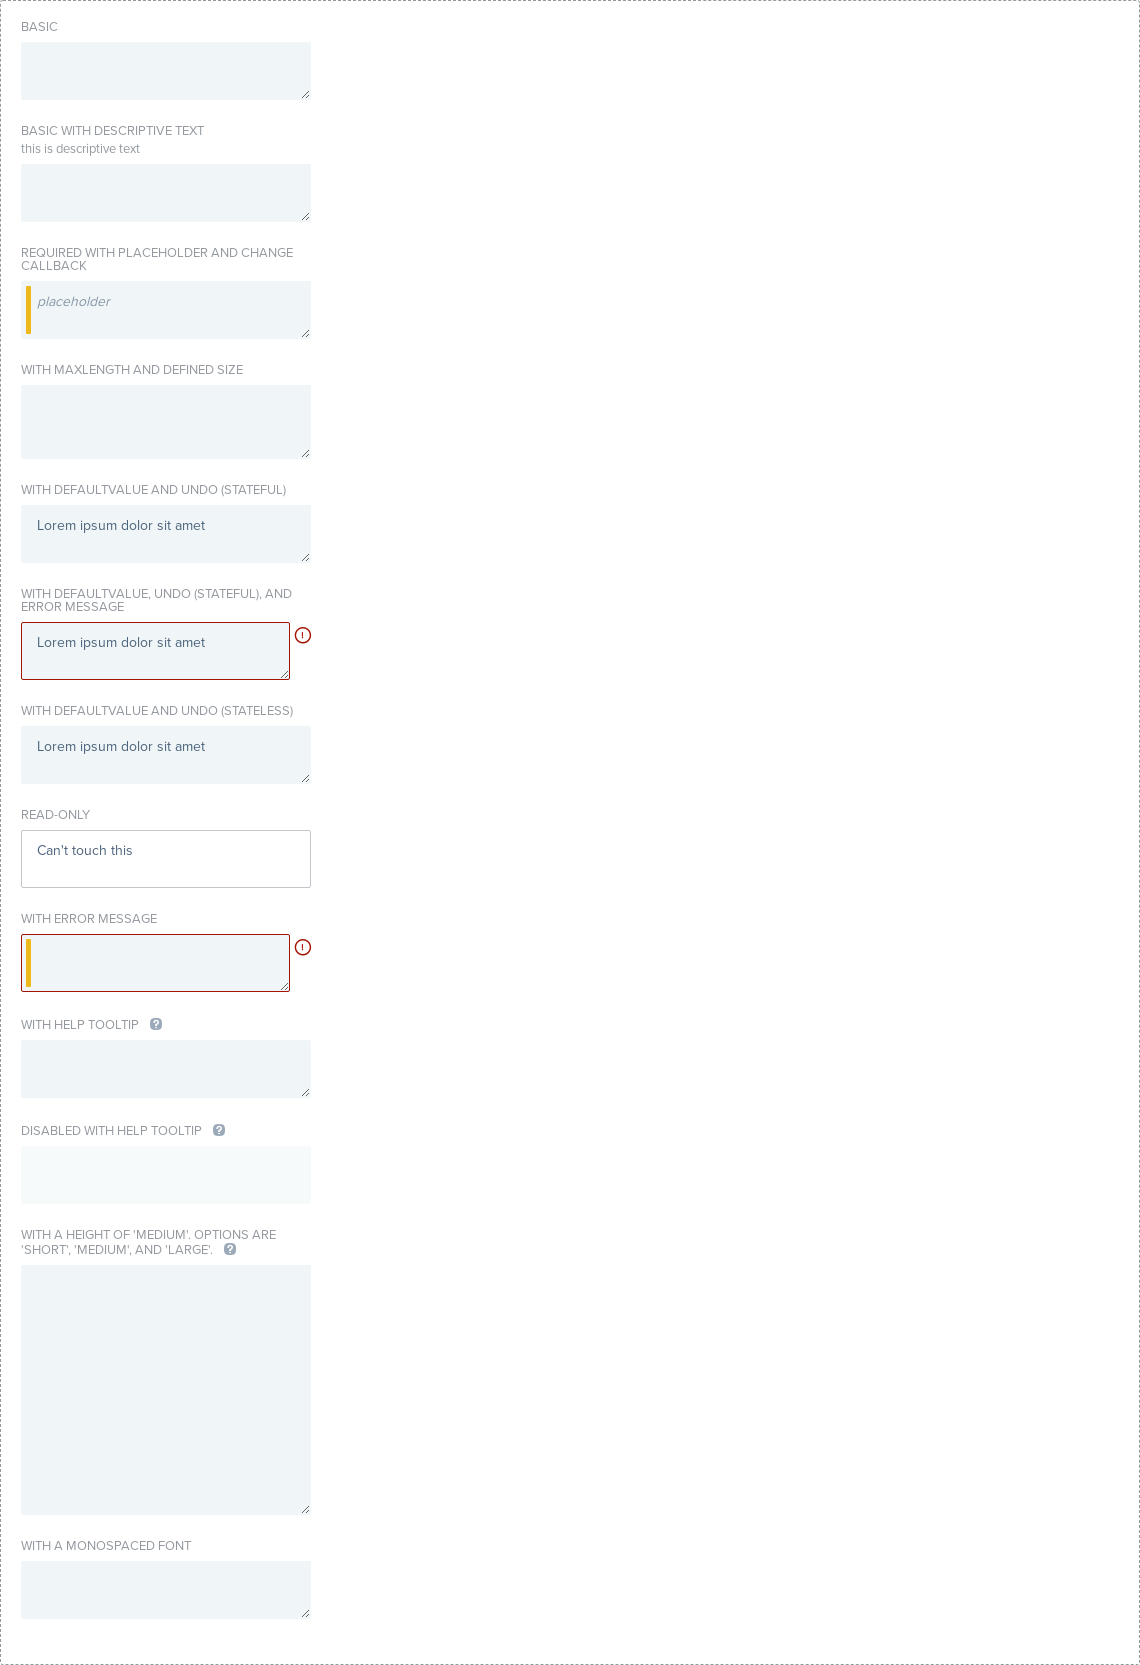 BASIC
BASIC WITH DESCRIPTIVE TEXT
this is descriptive text
REQUIRED WITH PLACEHOLDER AND CHANGE
CALLBACK
placeholder
WITH MAXLENGTH AND DEFINED SIZE
WITH DEFAULTVALUE AND UNDO (STATEFUL)
Lorem ipsum dolor sit amet
WITH DEFAULTVALUE, UNDO (STATEFUL), AND
ERROR MESSAGE
Lorem ipsum dolor sit amet
WITH DEFAULTVALUE AND UNDO (STATELESS)
Lorem ipsum dolor sit amet
READ-ONLY
Can't touch this
WITH ERROR MESSAGE
WITH HELP TOOLTIP ?
DISABLED WITH HELP TOOLTIP ?
WITH A HEIGHT OF 'MEDIUM'. OPTIONS ARE
'SHORT', 'MEDIUM', AND 'LARGE'. ?
WITH A MONOSPACED FONT